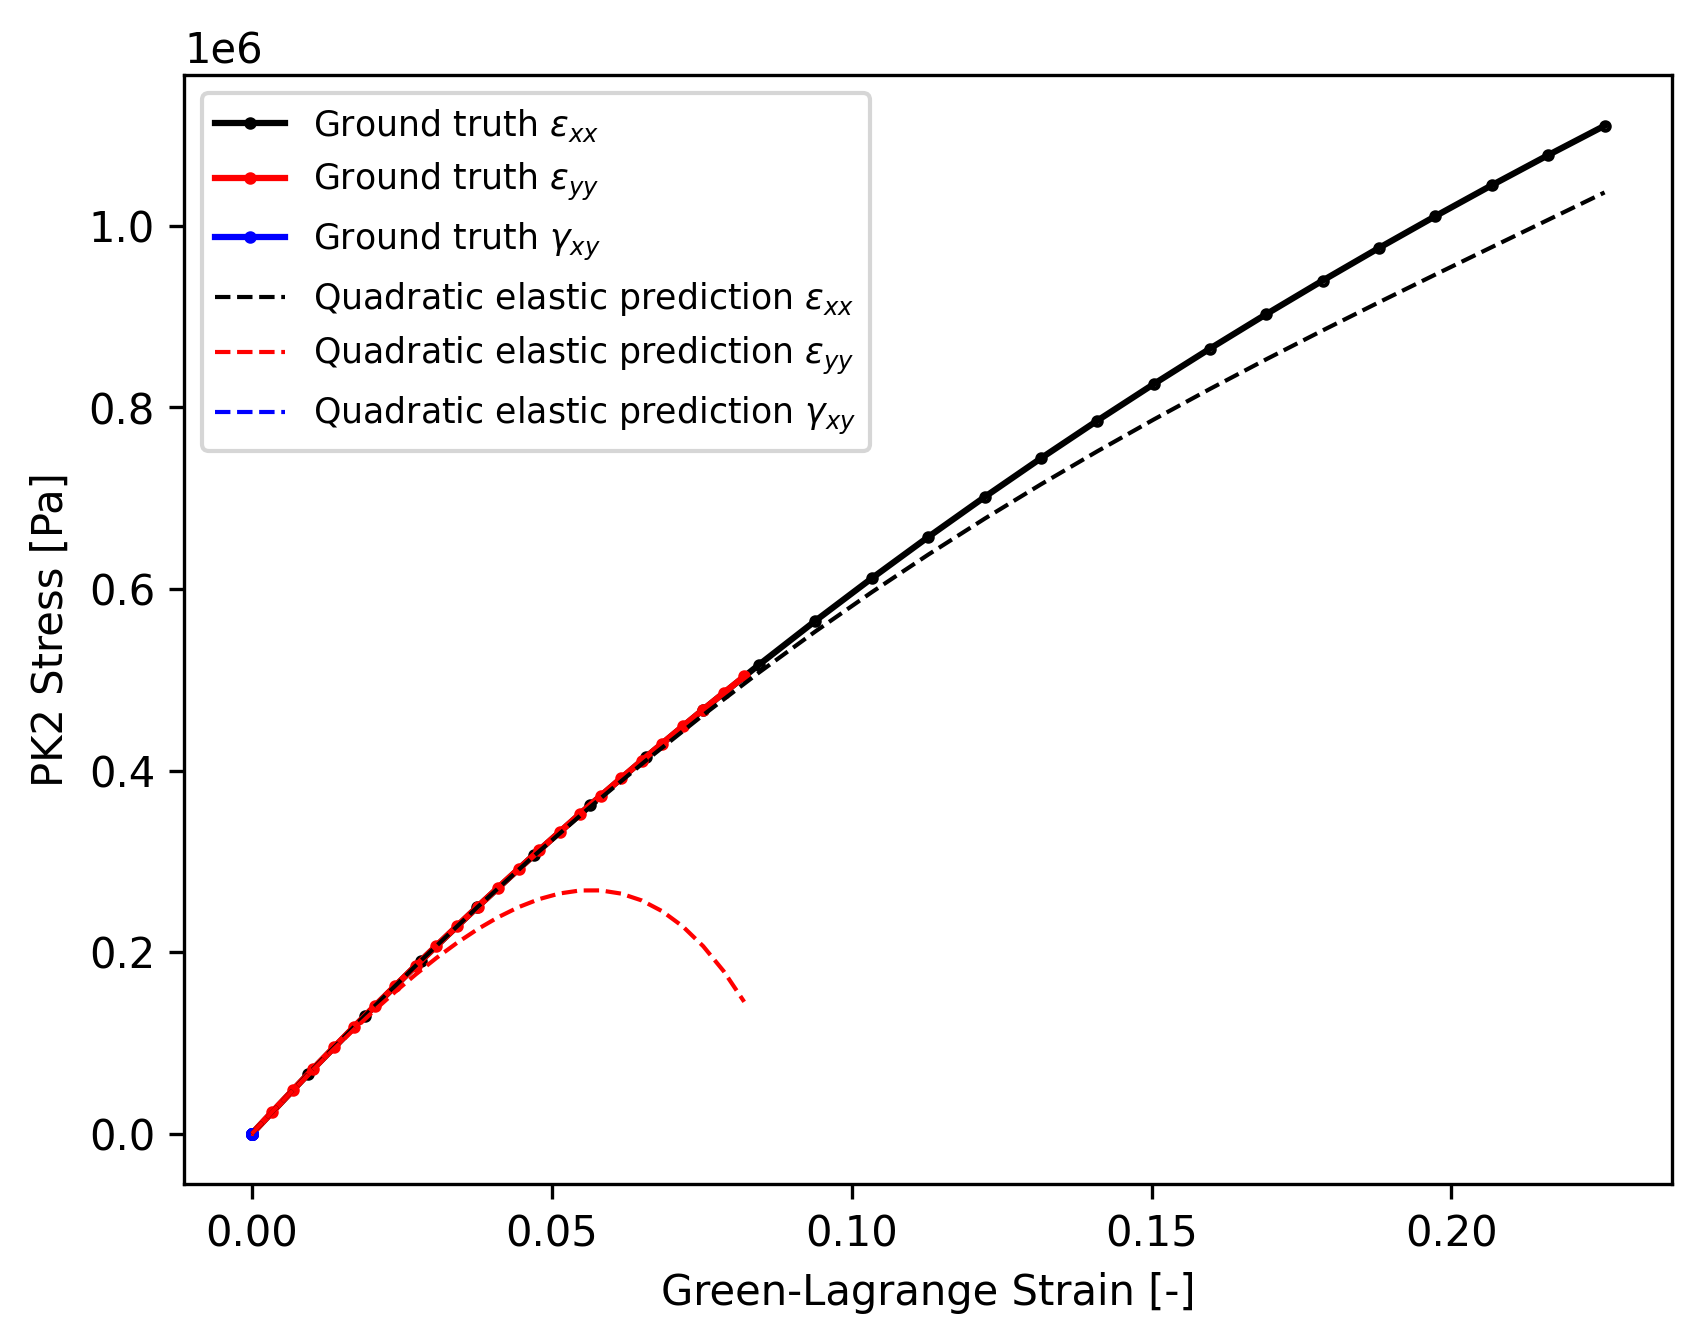 1e6
Ground truth εxx
Ground truth εyy
Ground truth γxy
Quadratic elastic prediction εxx
Quadratic elastic prediction εyy
Quadratic elastic prediction γxy
1.0
0.8
0.6
0.4
0.2
0.0
PK2 Stress [Pa]
0.00 0.05 0.10 0.15 0.20
Green-Lagrange Strain [-]